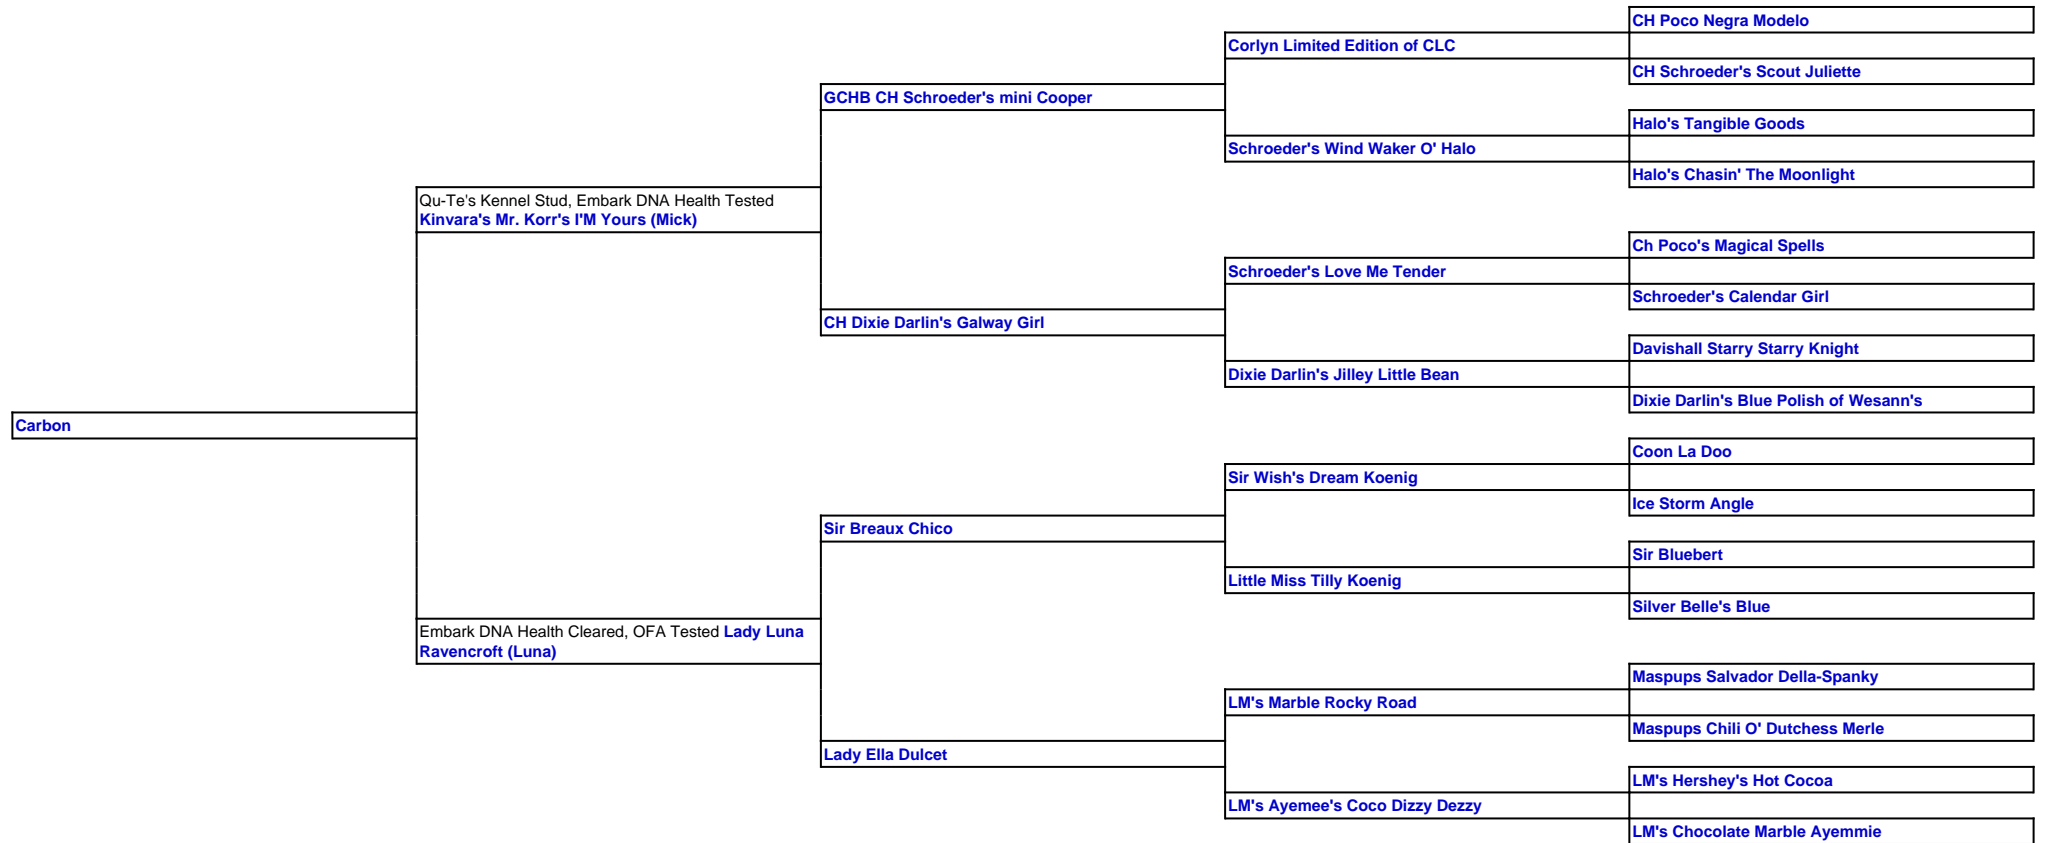 CH Poco Negra Modelo
Corlyn Limited Edition of CLC
CH Schroeder's Scout Juliette
GCHB CH Schroeder's mini Cooper
Halo's Tangible Goods
Schroeder's Wind Waker O' Halo
Halo's Chasin' The Moonlight
Qu-Te's Kennel Stud, Embark DNA Health Tested
Kinvara's Mr. Korr's I'M Yours (Mick)
Ch Poco's Magical Spells
Schroeder's Love Me Tender
Schroeder's Calendar Girl
CH Dixie Darlin's Galway Girl
Davishall Starry Starry Knight
Dixie Darlin's Jilley Little Bean
Dixie Darlin's Blue Polish of Wesann's
Carbon
Coon La Doo
Sir Wish's Dream Koenig
Ice Storm Angle
Sir Breaux Chico
Sir Bluebert
Little Miss Tilly Koenig
Silver Belle's Blue
Embark DNA Health Cleared, OFA Tested Lady Luna
Ravencroft (Luna)
Maspups Salvador Della-Spanky
LM's Marble Rocky Road
Maspups Chili O' Dutchess Merle
Lady Ella Dulcet
LM's Hershey's Hot Cocoa
LM's Ayemee's Coco Dizzy Dezzy
LM's Chocolate Marble Ayemmie